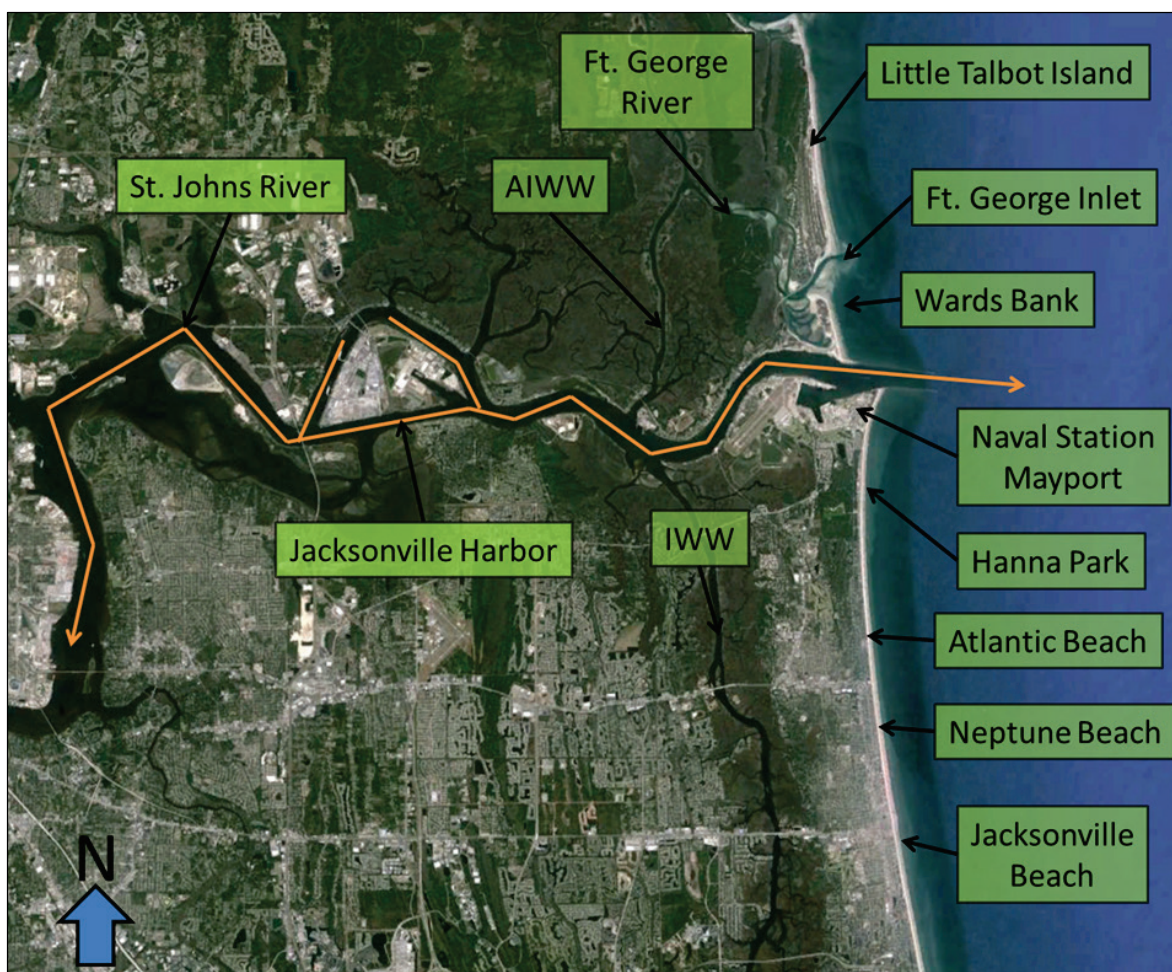 Ft. George
River
Little Talbot Island
St. Johns River
AIWW
Ft. George Inlet
Wards Bank
Naval Station
Mayport
Jacksonville Harbor
IWW
Hanna Park
Atlantic Beach
Neptune Beach
Jacksonville
Beach
N